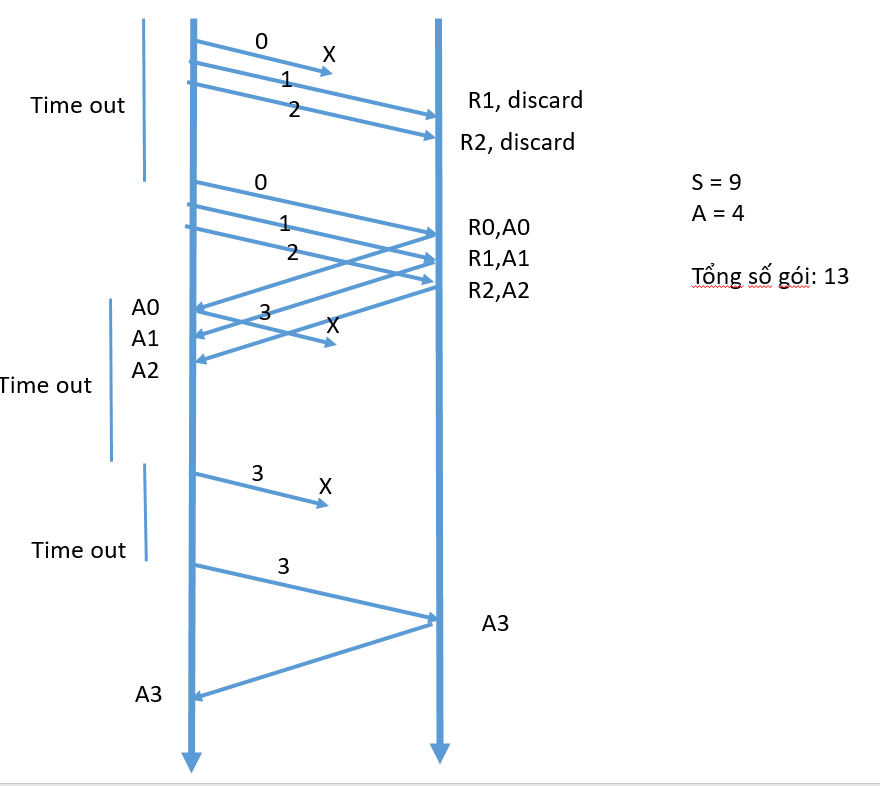 0
X
1
Time out
2
R1, discard
R2, discard
0
S = 9
A = 4
1
R0,A0
2
R1,A1
Tổng số gói: 13
R2,A2
A0
3
X
A1
A2
Time out
3
X
Time out
3
A3
A3